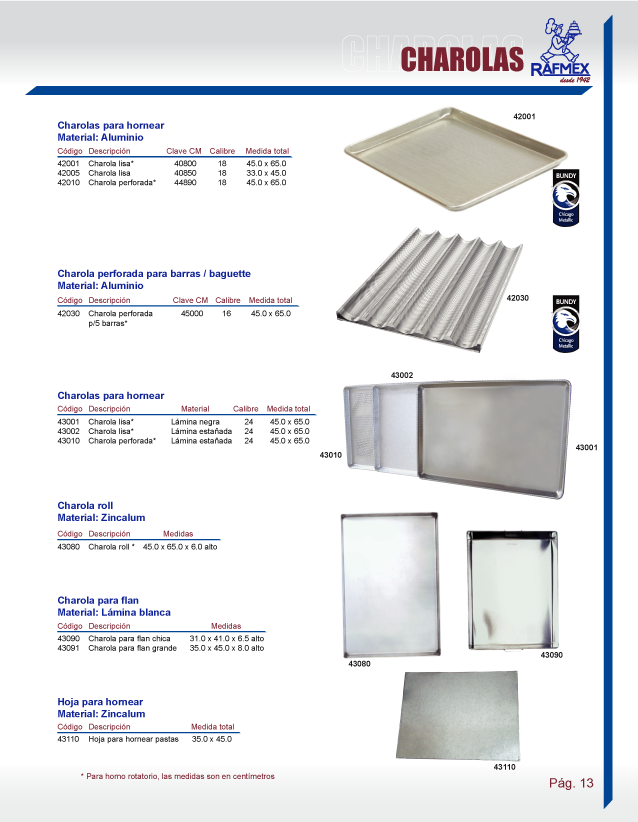 CHAROLAS
CHAROLAS
RAFMEX
desde 1942
Charolas para hornear
Material: Aluminio
Código Descripción Clave CM Calibre Medida total
42001 Charola lisa* 40800 18 45.0 x 65.0
42005 Charola lisa 40850 18 33.0 x 45.0
42010 Charola perforada* 44890 18 45.0 x 65.0
42001
BUNDY
Chicago
Metallic
Charola perforada para barras / baguette
Material: Aluminio
Código Descripción Clave CM Calibre Medida total
42030 Charola perforada 45000 16 45.0 x 65.0
p/5 barras*
42030
BUNDY
Chicago
Metallic
Charolas para hornear
Código Descripción Material Calibre Medida total
43001 Charola lisa* Lámina negra 24 45.0 x 65.0
43002 Charola lisa* Lámina estañada 24 45.0 x 65.0
43010 Charola perforada* Lámina estañada 24 45.0 x 65.0
43002
43010
43001
Charola roll
Material: Zincalum
Código Descripción Medidas
43080 Charola roll * 45.0 x 65.0 x 6.0 alto
Charola para flan
Material: Lámina blanca
Código Descripción Medidas
43090 Charola para flan chica 31.0 x 41.0 x 6.5 alto
43091 Charola para flan grande 35.0 x 45.0 x 8.0 alto
43080
43090
Hoja para hornear
Material: Zincalum
Código Descripción Medida total
43110 Hoja para hornear pastas 35.0 x 45.0
43110
* Para horno rotatorio, las medidas son en centímetros
Pág. 13